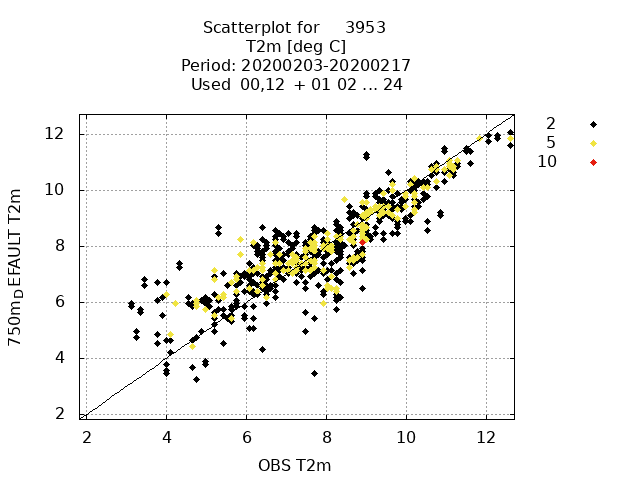 Scatterplot for 3953
T2m [deg C]
Period: 20200203-20200217
Used 00,12 + 01 02 ... 24
750m_DEFAULT T2m
12
10
8
6
4
2
2
4
6
8
10
12
OBS T2m
2
5
10